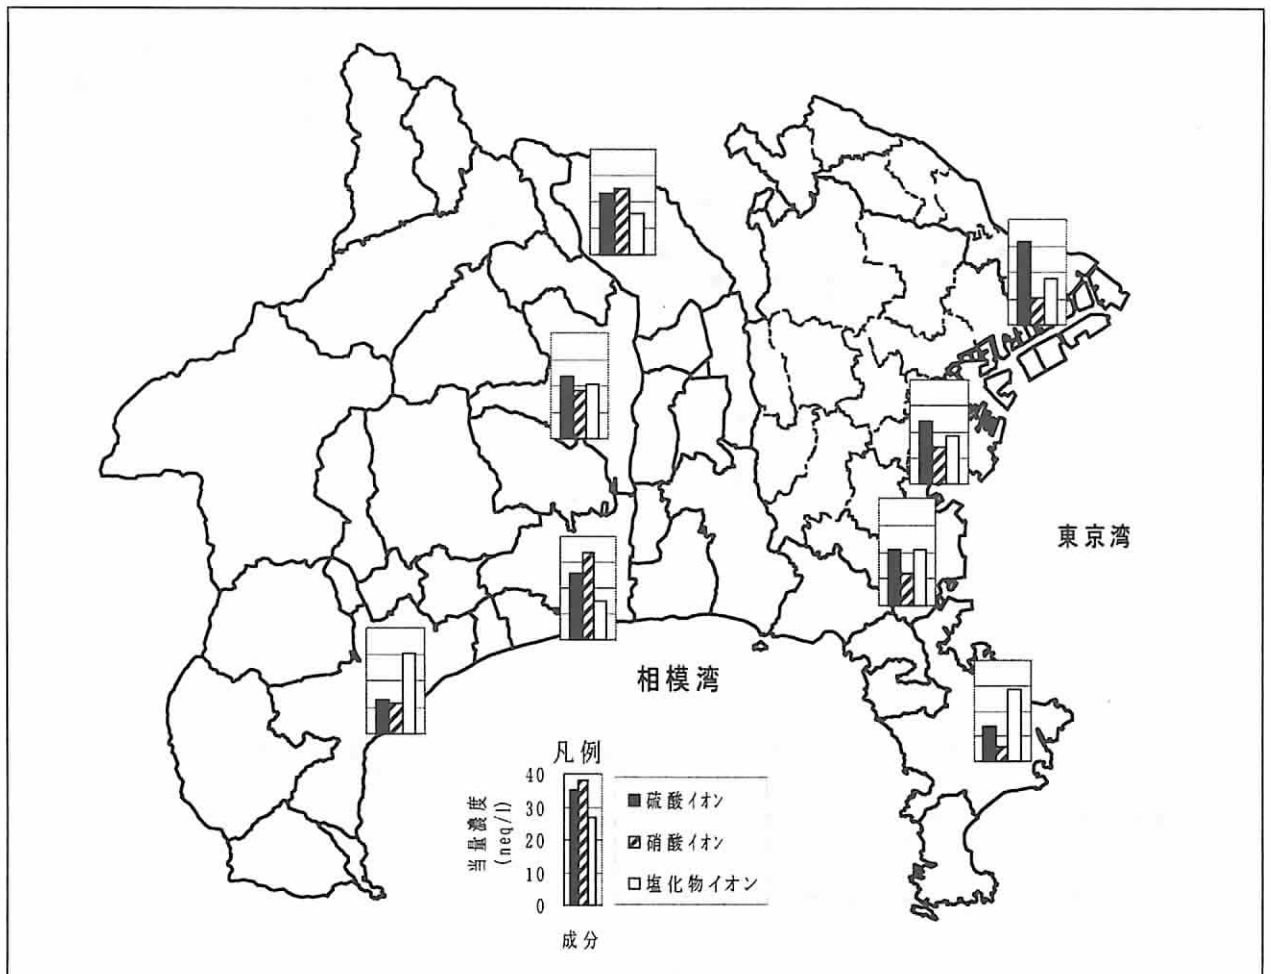 東京湾
相模湾
凡例
当量濃度
(neq/l)
40
30
20
10
0
硫酸イオン
硝酸イオン
塩化物イオン
成分